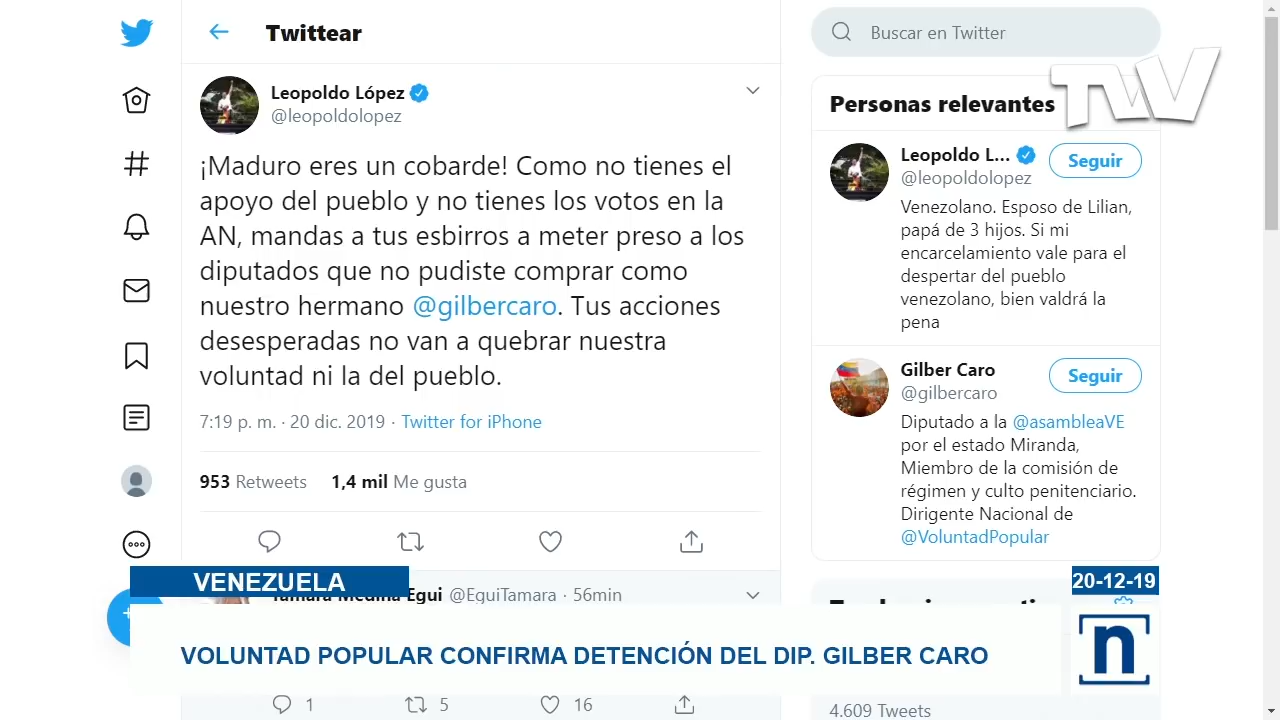 Twittear
Leopoldo López
@leopoldolopez
¡Maduro eres un cobarde! Como no tienes el
apoyo del pueblo y no tienes los votos en la
AN, mandas a tus esbirros a meter preso a los
diputados que no pudiste comprar como
nuestro hermano @gilbercaro. Tus acciones
desesperadas no van a quebrar nuestra
voluntad ni la del pueblo.
7:19 p. m. · 20 dic. 2019 · Twitter for iPhone
953 Retweets 1,4 mil Me gusta
Egui @EguiTamara · 56min
1 5 16
Buscar en Twitter
TVV
Personas relevantes
Leopoldo L...
Seguir
@leopoldolopez
Venezolano. Esposo de Lilian,
papá de 3 hijos. Si mi
encarcelamiento vale para el
despertar del pueblo
venezolano, bien valdrá la
pena
Gilber Caro
Seguir
@gilbercaro
Diputado a la @asambleaVE
por el estado Miranda,
Miembro de la comisión de
régimen y culto penitenciario.
Dirigente Nacional de
@VoluntadPopular
4.609 Tweets
VENEZUELA
20-12-19
VOLUNTAD POPULAR CONFIRMA DETENCIÓN DEL DIP. GILBER CARO
n